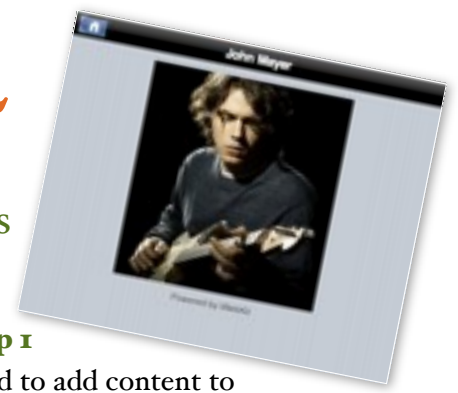 John Mayer
s
Powered by
p 1
d to add content to